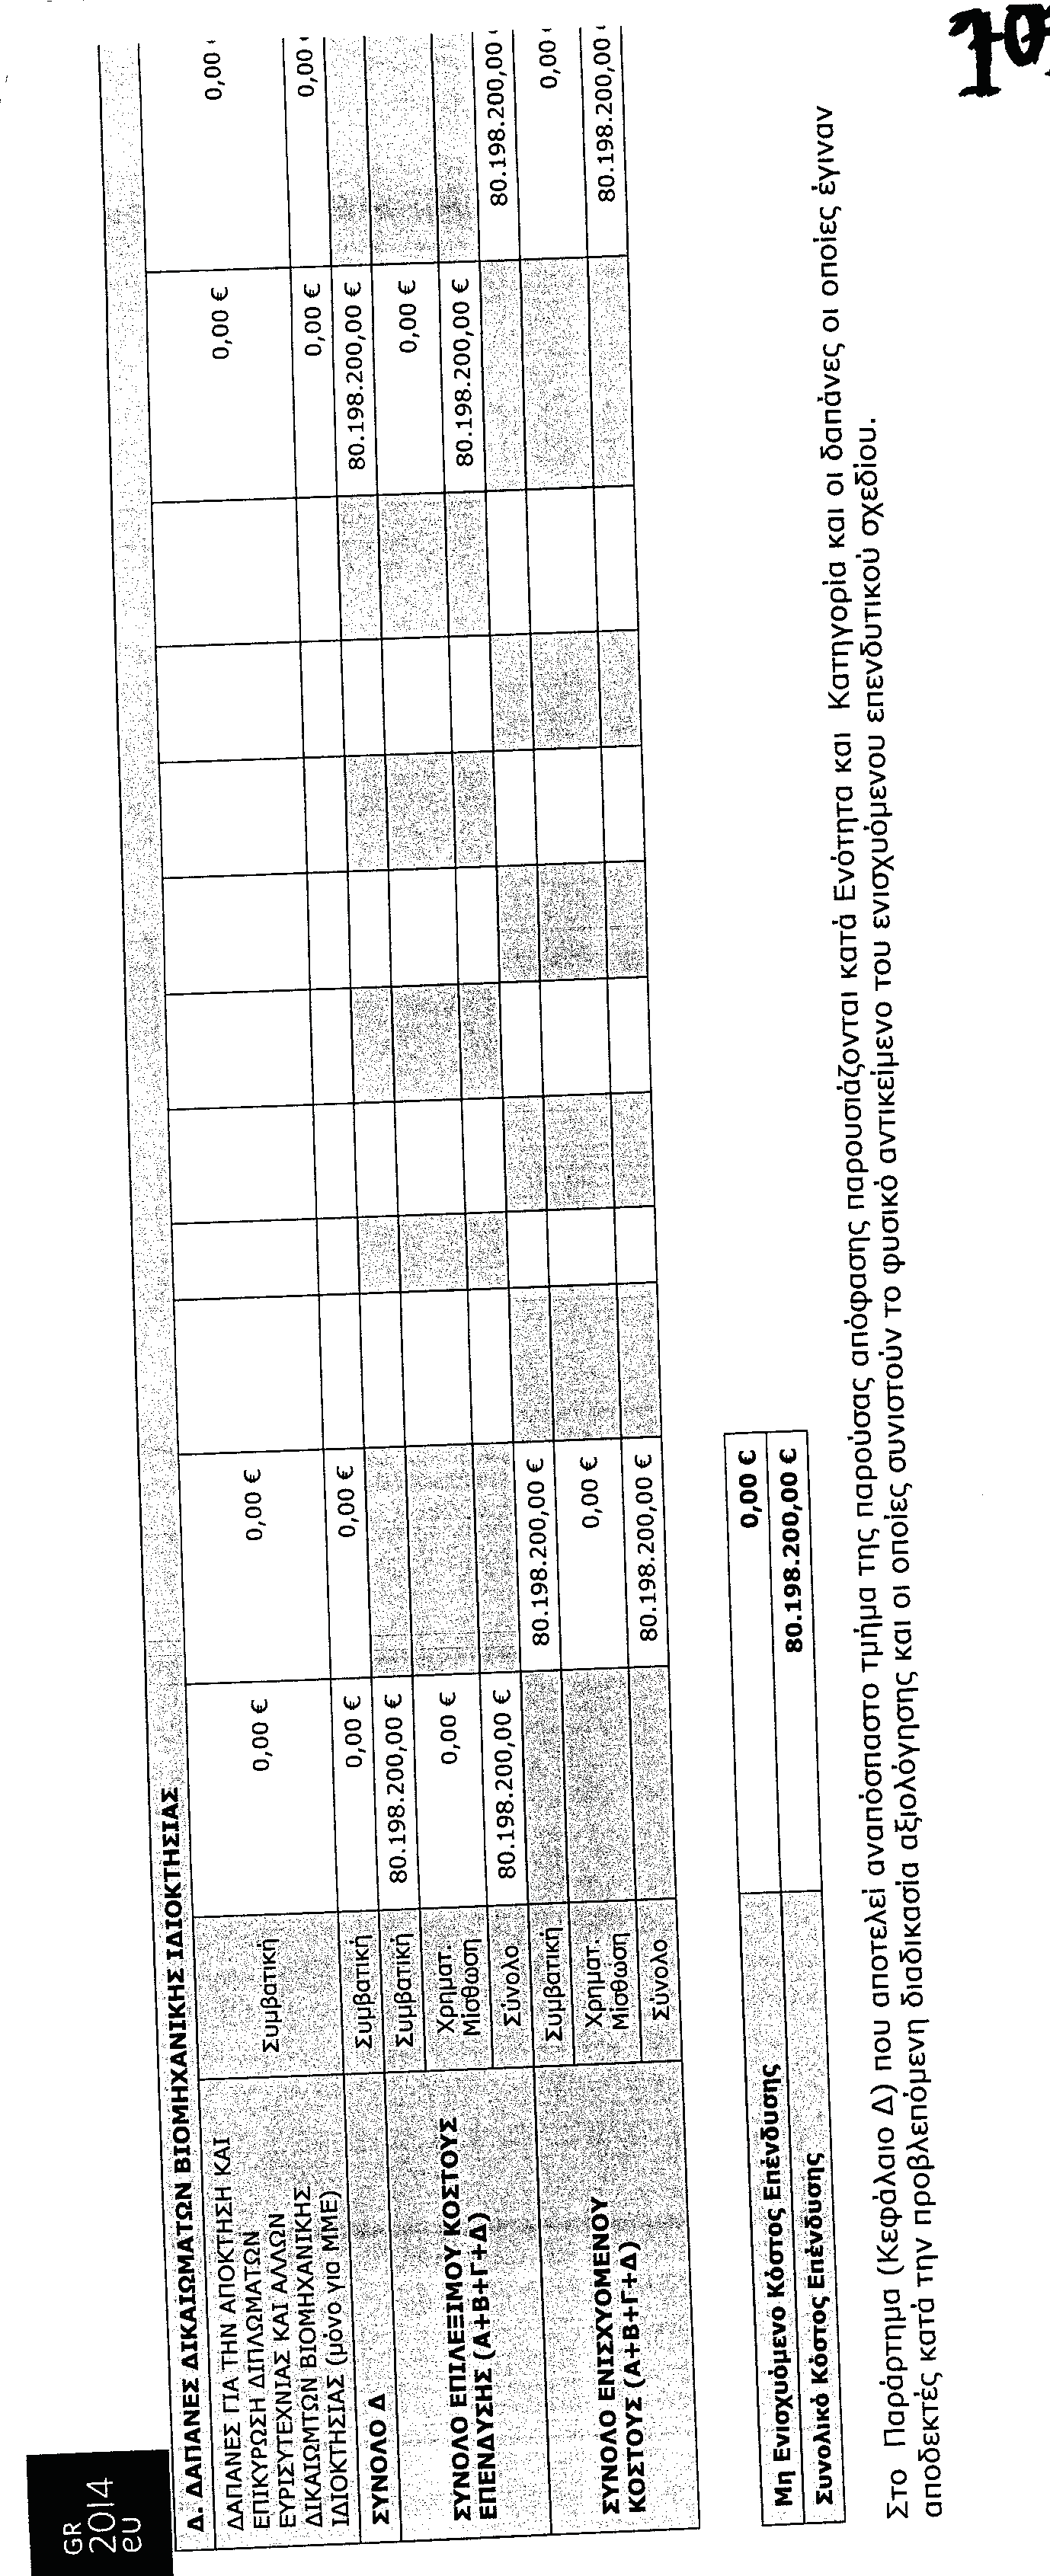 GR
2014
eu
Δ. ΔΑΠΑΝΕΣ ΔΙΚΑΙΩΜΑΤΩΝ ΒΙΟΜΗΧΑΝΙΚΗΣ ΙΔΙΟΚΤΗΣΙΑΣ
ΔΑΠΑΝΕΣ ΓΙΑ ΤΗΝ ΑΠΟΚΤΗΣΗ ΚΑΙ
ΕΠΙΚΥΡΩΣΗ ΔΙΠΛΩΜΑΤΩΝ
ΕΥΡΙΣΥΤΕΧΝΙΑΣ ΚΑΙ ΑΛΛΩΝ
ΔΙΚΑΙΩΜΤΩΝ ΒΙΟΜΗΧΑΝΙΚΗΣ
ΙΔΙΟΚΤΗΣΙΑΣ (μόνο για ΜΜΕ)
Συμβατική 0,00 € 0,00 € 0,00 € 0,00
ΣΥΝΟΛΟ Δ Συμβατική 0,00 € 0,00 € 0,00 € 0,00
ΣΥΝΟΛΟ ΕΠΙΛΕΞΙΜΟΥ ΚΟΣΤΟΥΣ
ΕΠΕΝΔΥΣΗΣ (Α+Β+Γ+Δ)
Συμβατική 80.198.200,00 € 80.198.200,00 €
Χρηματ.
Μίσθωση 0,00 € 0,00 €
Σύνολο 80.198.200,00 € 80.198.200,00 €
ΣΥΝΟΛΟ ΕΝΙΣΧΥΟΜΕΝΟΥ
ΚΟΣΤΟΥΣ (Α+Β+Γ+Δ)
Συμβατική 80.198.200,00 € 80.198.200,00
Χρηματ.
Μίσθωση 0,00 € 0,00
Σύνολο 80.198.200,00 € 80.198.200,00
Μη Ενισχυόμενο Κόστος Επένδυσης 0,00 €
Συνολικό Κόστος Επένδυσης 80.198.200,00 €
Στο Παράρτημα (Κεφάλαιο Δ) που αποτελεί αναπόσπαστο τμήμα της παρούσας απόφασης παρουσιάζονται κατά Ενότητα και Κατηγορία και οι δαπάνες οι οποίες έγιναν
αποδεκτές κατά την προβλεπόμενη διαδικασία αξιολόγησης και οι οποίες συνιστούν το φυσικό αντικείμενο του ενισχυόμενου επενδυτικού σχεδίου.